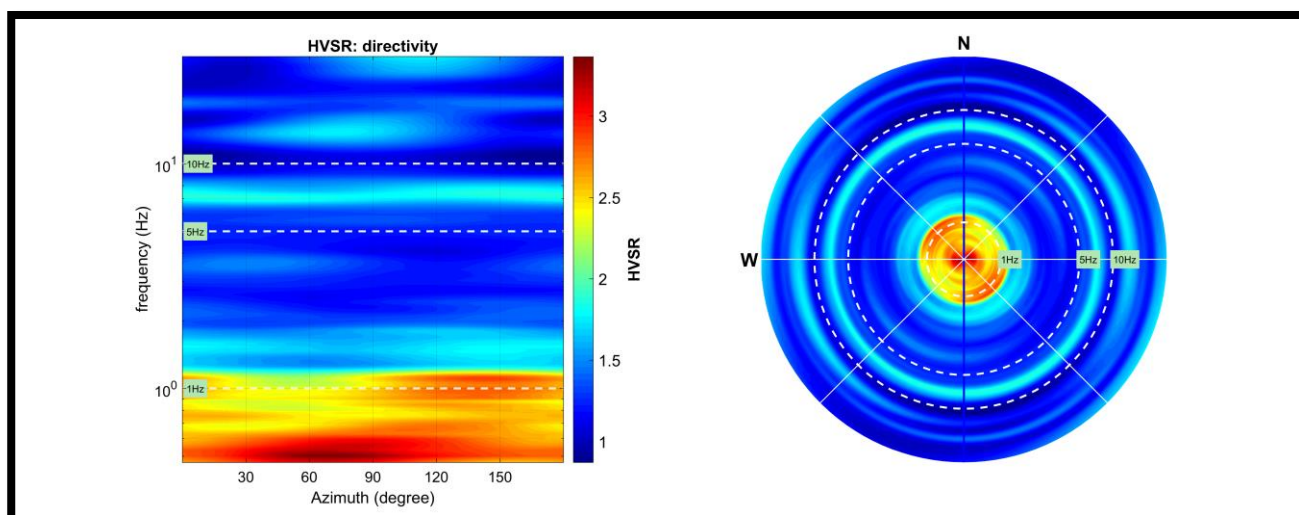 HVSR: directivity
frequency (Hz)
10¹
10⁰
10Hz
5Hz
1Hz
30
60
90
120
150
Azimuth (degree)
3
2.5
2
1.5
1
HVSR
N
W
1Hz
5Hz
10Hz